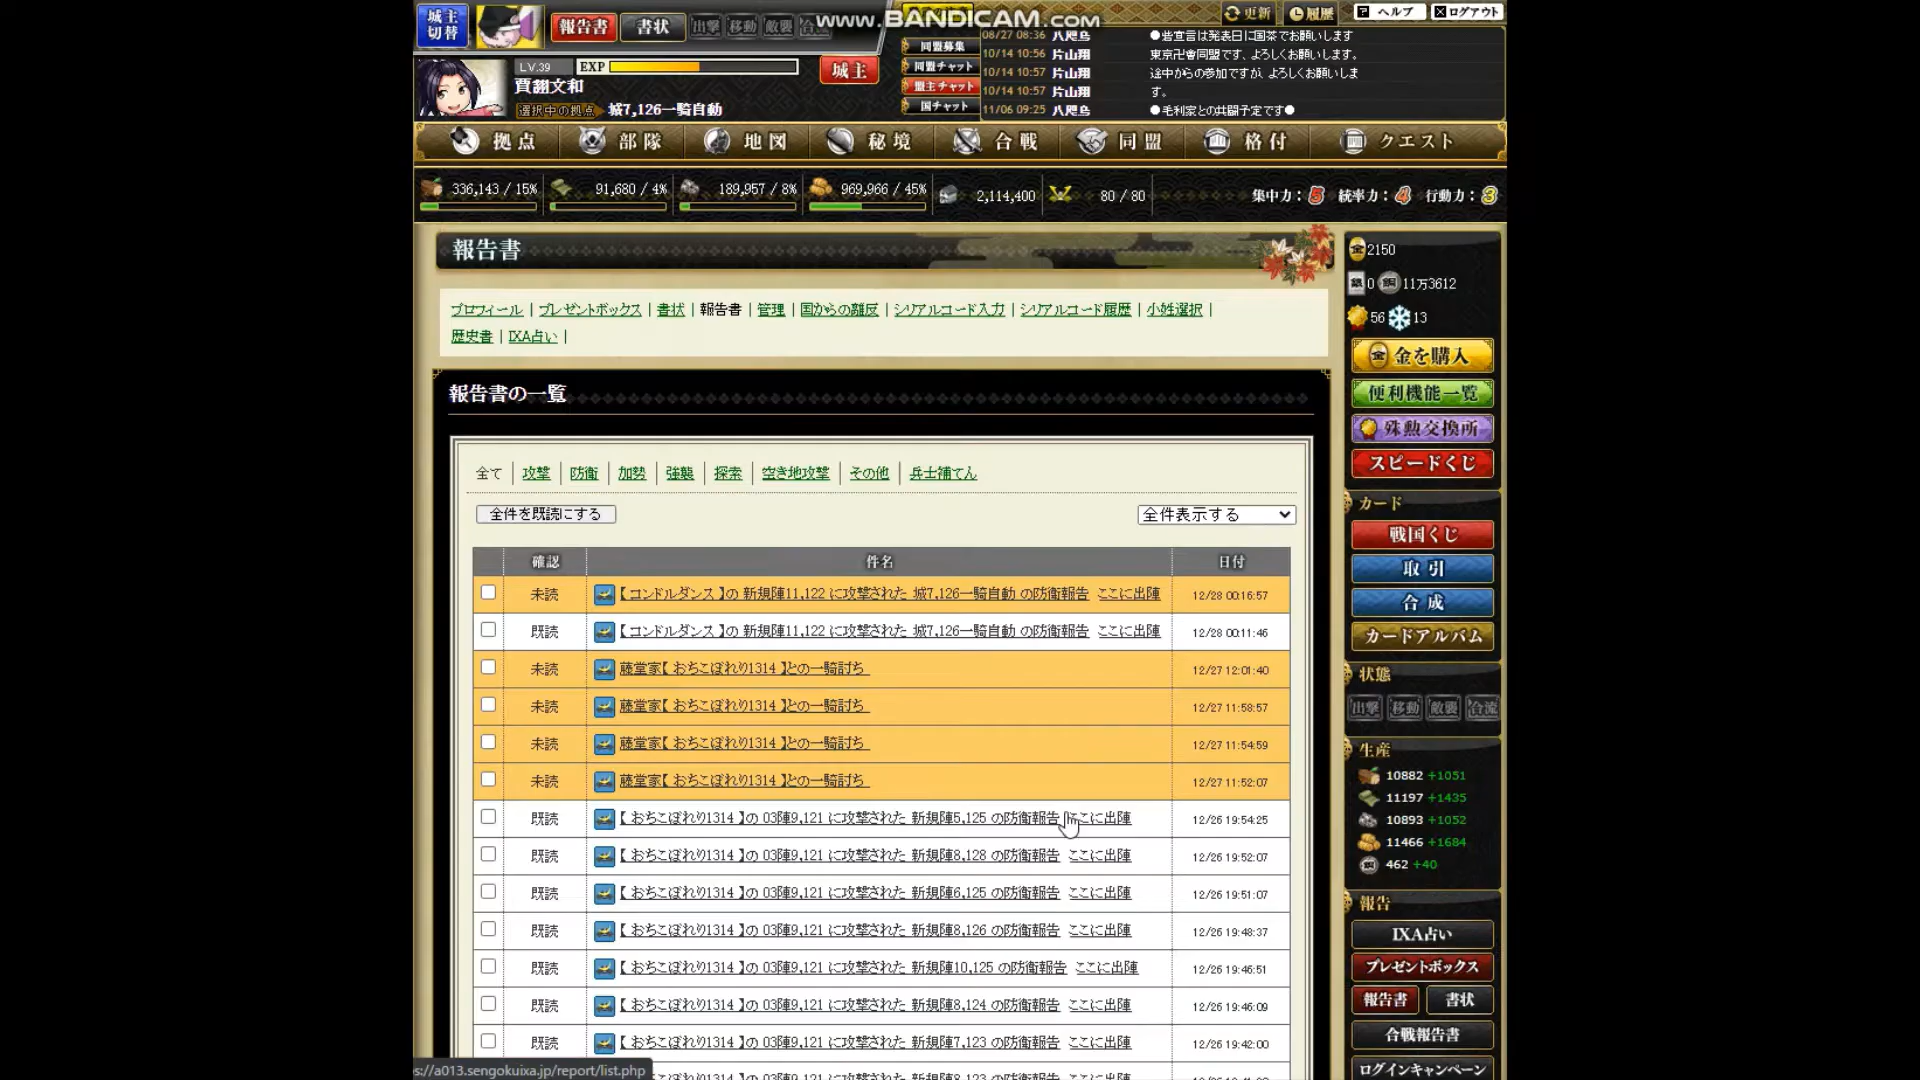 城主
切替
報告書
書状
出撃
移動
敵襲
WWW.BANDICAM.COM
更新
履歴
ヘルプ
ログアウト
LV.39
EXP
賈詡文和
選択中の拠点
城7,126一騎自動
城主
同盟募集
同盟チャット
盟主チャット
国チャット
08/27 08:36 八咫烏 ●砦宣言は発表日に国茶でお願いします
10/14 10:56 片山翔 東京卍會同盟です、よろしくお願いします。
10/14 10:57 片山翔 途中からの参加ですが、よろしくお願いしま
10/14 10:57 片山翔 す。
11/06 09:25 八咫烏 ●毛利家との共闘予定です●
拠点 部隊 地図 秘境 合戦 同盟 格付 クエスト
336,143 / 15%
91,680 / 4%
189,957 / 8%
969,966 / 45%
2,114,400
80 / 80
集中力:5 統率力:4 行動力:3
報告書
プロフィール | プレゼントボックス | 書状 | 報告書 | 管理 | 国からの離反 | シリアルコード入力 | シリアルコード履歴 | 小姓選択 |
歴史書 | IXA占い |
報告書の一覧
全て 攻撃 防衛 加勢 強襲 探索 空き地攻撃 その他 兵士補てん
全件を既読にする
全件表示する
確認 件名 日付
未読 【コンドルダンス】の 新規陣11,122 に攻撃された 城7,126一騎自動 の防衛報告 ここに出陣 12/28 00:16:57
既読 【コンドルダンス】の 新規陣11,122 に攻撃された 城7,126一騎自動 の防衛報告 ここに出陣 12/28 00:11:46
未読 藤堂家【 おちこぼれり1314 】との一騎討ち 12/27 12:01:40
未読 藤堂家【 おちこぼれり1314 】との一騎討ち 12/27 11:58:57
未読 藤堂家【 おちこぼれり1314 】との一騎討ち 12/27 11:54:59
未読 藤堂家【 おちこぼれり1314 】との一騎討ち 12/27 11:52:07
既読 【 おちこぼれり1314 】の 03陣9,121 に攻撃された 新規陣5,125 の防衛報告 ここに出陣 12/26 19:54:25
既読 【 おちこぼれり1314 】の 03陣9,121 に攻撃された 新規陣8,128 の防衛報告 ここに出陣 12/26 19:52:07
既読 【 おちこぼれり1314 】の 03陣9,121 に攻撃された 新規陣6,125 の防衛報告 ここに出陣 12/26 19:51:07
既読 【 おちこぼれり1314 】の 03陣9,121 に攻撃された 新規陣8,126 の防衛報告 ここに出陣 12/26 19:48:37
既読 【 おちこぼれり1314 】の 03陣9,121 に攻撃された 新規陣10,125 の防衛報告 ここに出陣 12/26 19:46:51
既読 【 おちこぼれり1314 】の 03陣9,121 に攻撃された 新規陣8,124 の防衛報告 ここに出陣 12/26 19:46:09
既読 【 おちこぼれり1314 】の 03陣9,121 に攻撃された 新規陣7,123 の防衛報告 ここに出陣 12/26 19:42:00
s://a013.sengokuixa.jp/report/list.php
金 2150
銀 0 銅 11万3612
56 13
金を購入
便利機能一覧
殊勲交換所
スピードくじ
カード
戦国くじ
取引
合成
カードアルバム
状態
出撃 移動 敵襲 合流
生産
10882 +1051
11197 +1435
10893 +1052
11466 +1684
銅 462 +40
報告
IXA占い
プレゼントボックス
報告書 書状
合戦報告書
ログインキャンペーン